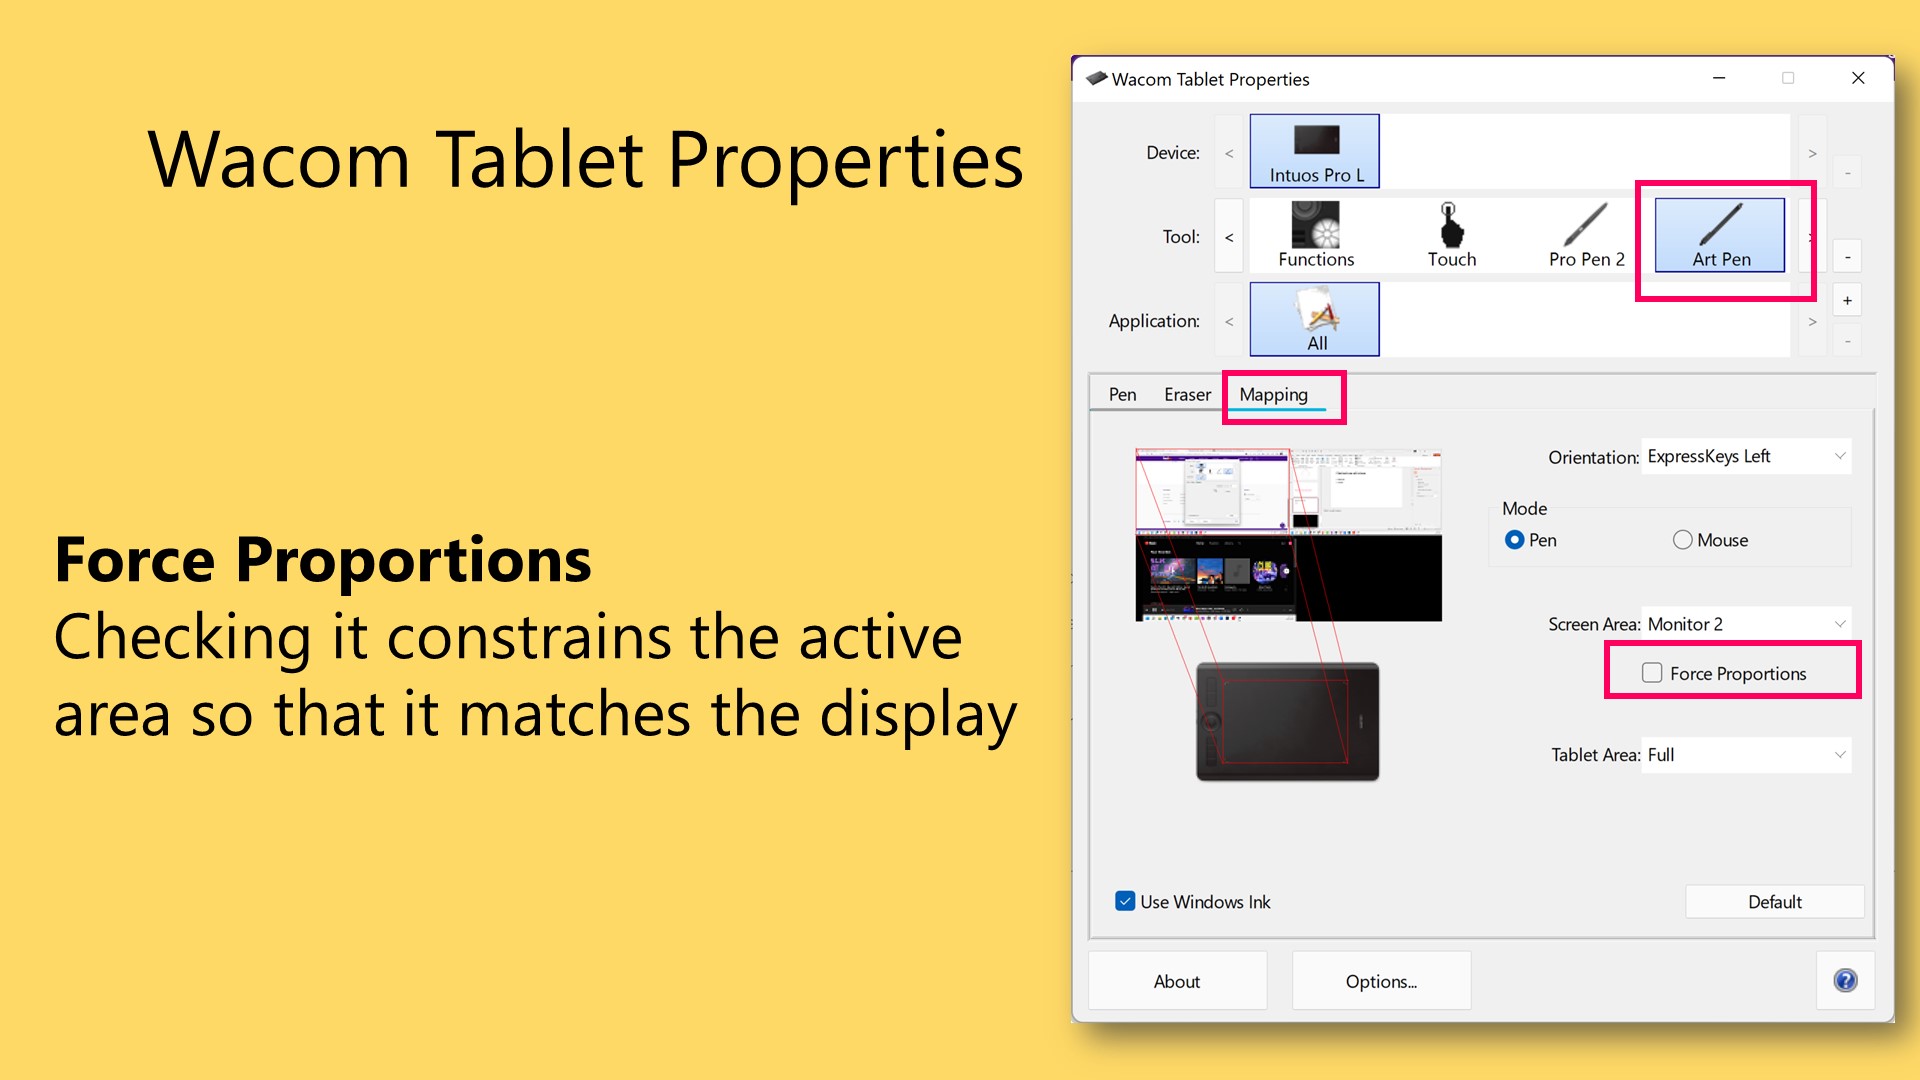 Wacom Tablet Properties
Force Proportions
Checking it constrains the active
area so that it matches the display
Wacom Tablet Properties
Device:
<
Intuos Pro L
>
-
Tool:
<
Functions
Touch
Pro Pen 2
Art Pen
>
-
Application:
<
All
>
+
-
Pen
Eraser
Mapping
Orientation:
ExpressKeys Left
Mode
Pen
Mouse
Screen Area:
Monitor 2
Force Proportions
Tablet Area:
Full
Use Windows Ink
Default
About
Options...
?